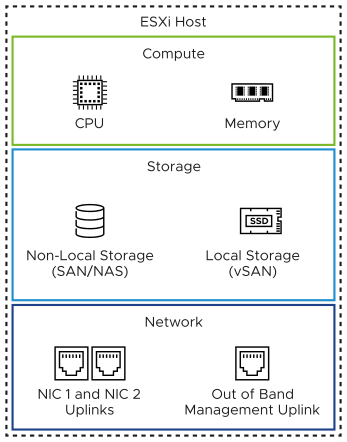 ESXi Host
Compute
CPU
Memory
Storage
SSD
Non-Local Storage
(SAN/NAS)
Local Storage
(vSAN)
Network
NIC 1 and NIC 2
Uplinks
Out of Band
Management Uplink